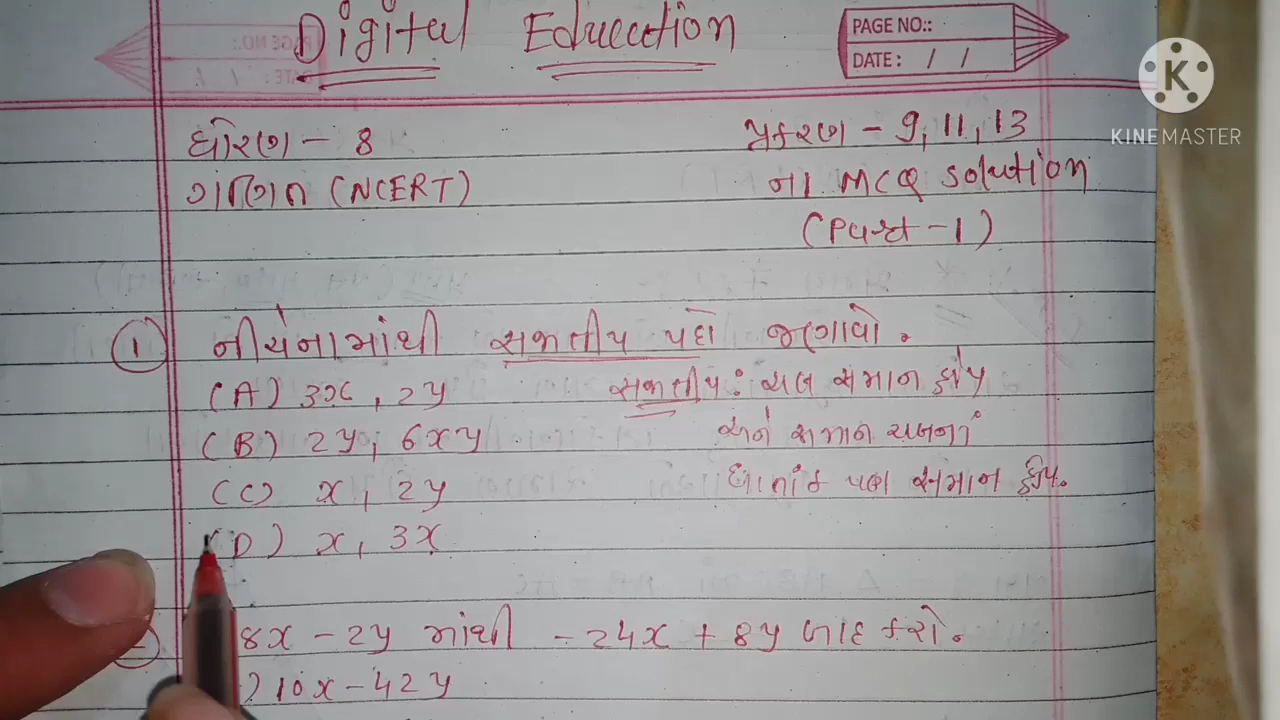 Digital Education
PAGE NO.:
DATE: / /
KINEMASTER
ધોરણ - 8
પ્રકરણ - 9, 11, 13
ગણિત (NCERT)
ના MCQ solution
(Part-1)
① નીચેનામાંથી સજાતીય પદો જણાવો.
(A) 3x, 2y
સજાતીય: ચલ સમાન હોય
(B) 2y, 6xy
અને સમાન ચલનાં
(C) x, 2y
ઘાતાંક પણ સમાન હોય.
(D) x, 3x
8x - 2y માંથી - 24x + 8y બાદ કરો.
) 10x - 42y